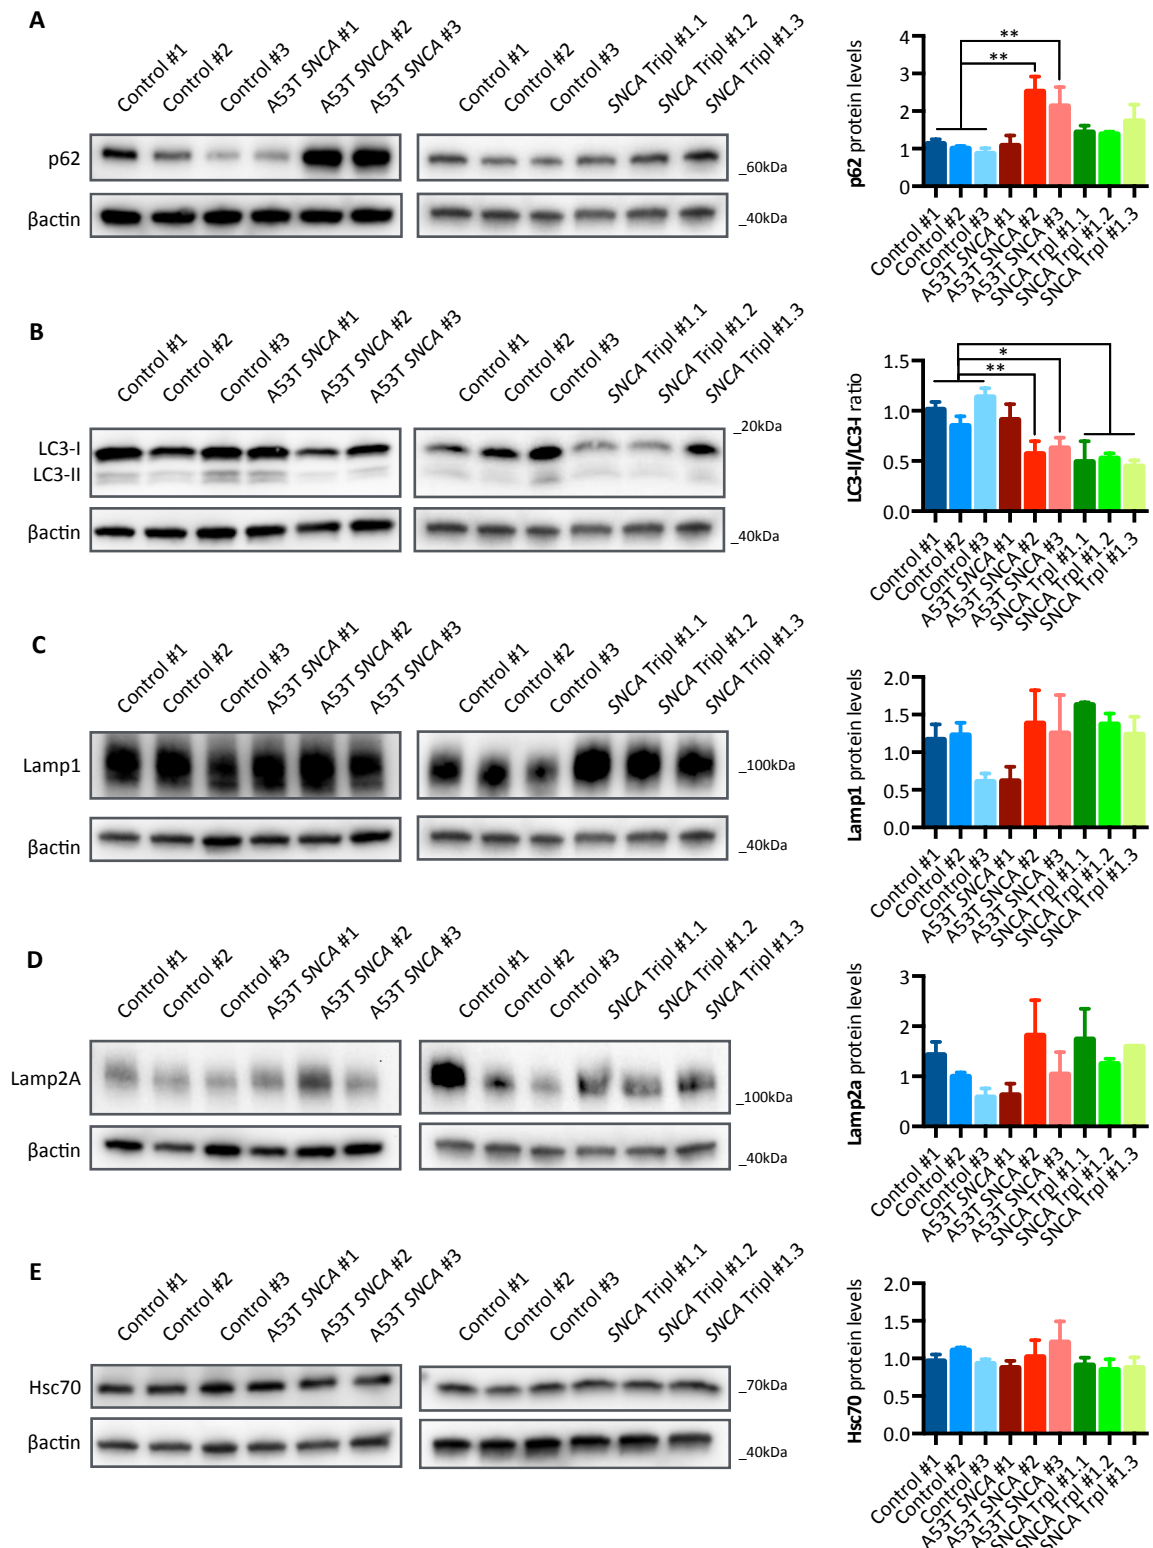 A
Control #1
Control #2
Control #3
A53T SNCA #1
A53T SNCA #2
A53T SNCA #3
Control #1
Control #2
Control #3
SNCA Tripl #1.1
SNCA Tripl #1.2
SNCA Tripl #1.3
p62
_60kDa
βactin
_40kDa
p62 protein levels
4
3
2
1
0
**
**
Control #1
Control #2
Control #3
A53T SNCA #1
A53T SNCA #2
A53T SNCA #3
SNCA Trpl #1.1
SNCA Trpl #1.2
SNCA Trpl #1.3
B
Control #1
Control #2
Control #3
A53T SNCA #1
A53T SNCA #2
A53T SNCA #3
Control #1
Control #2
Control #3
SNCA Tripl #1.1
SNCA Tripl #1.2
SNCA Tripl #1.3
_20kDa
LC3-I
LC3-II
βactin
_40kDa
LC3-II/LC3-I ratio
1.5
1.0
0.5
0.0
*
**
Control #1
Control #2
Control #3
A53T SNCA #1
A53T SNCA #2
A53T SNCA #3
SNCA Trpl #1.1
SNCA Trpl #1.2
SNCA Trpl #1.3
C
Control #1
Control #2
Control #3
A53T SNCA #1
A53T SNCA #2
A53T SNCA #3
Control #1
Control #2
Control #3
SNCA Tripl #1.1
SNCA Tripl #1.2
SNCA Tripl #1.3
Lamp1
_100kDa
βactin
_40kDa
Lamp1 protein levels
2.0
1.5
1.0
0.5
0.0
Control #1
Control #2
Control #3
A53T SNCA #1
A53T SNCA #2
A53T SNCA #3
SNCA Trpl #1.1
SNCA Trpl #1.2
SNCA Trpl #1.3
D
Control #1
Control #2
Control #3
A53T SNCA #1
A53T SNCA #2
A53T SNCA #3
Control #1
Control #2
Control #3
SNCA Tripl #1.1
SNCA Tripl #1.2
SNCA Tripl #1.3
Lamp2A
_100kDa
βactin
_40kDa
Lamp2a protein levels
3
2
1
0
Control #1
Control #2
Control #3
A53T SNCA #1
A53T SNCA #2
A53T SNCA #3
SNCA Trpl #1.1
SNCA Trpl #1.2
SNCA Trpl #1.3
E
Control #1
Control #2
Control #3
A53T SNCA #1
A53T SNCA #2
A53T SNCA #3
Control #1
Control #2
Control #3
SNCA Tripl #1.1
SNCA Tripl #1.2
SNCA Tripl #1.3
Hsc70
_70kDa
βactin
_40kDa
Hsc70 protein levels
2.0
1.5
1.0
0.5
0.0
Control #1
Control #2
Control #3
A53T SNCA #1
A53T SNCA #2
A53T SNCA #3
SNCA Trpl #1.1
SNCA Trpl #1.2
SNCA Trpl #1.3